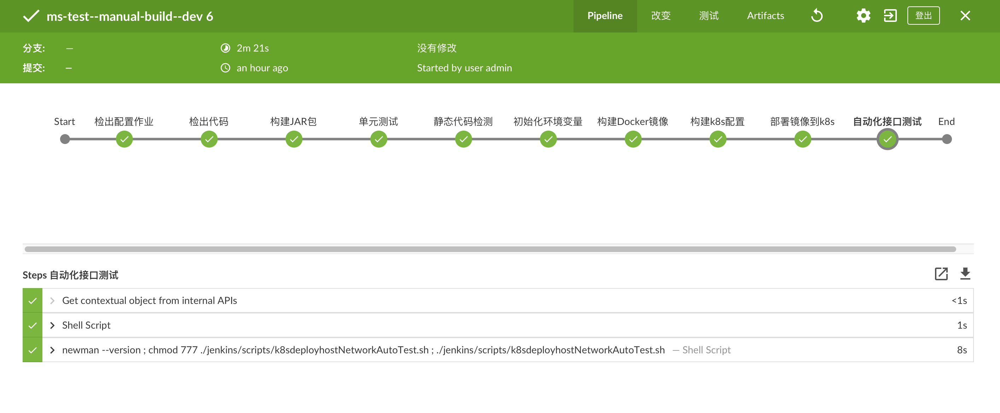 ms-test--manual-build--dev 6
Pipeline 改变 测试 Artifacts 登出
分支: — 2m 21s 没有修改
提交: – an hour ago Started by user admin
Start 检出配置作业 检出代码 构建JAR包 单元测试 静态代码检测 初始化环境变量 构建Docker镜像 构建k8s配置 部署镜像到k8s 自动化接口测试 End
Steps 自动化接口测试
Get contextual object from internal APIs <1s
Shell Script 1s
newman --version ; chmod 777 ./jenkins/scripts/k8sdeployhostNetworkAutoTest.sh ; ./jenkins/scripts/k8sdeployhostNetworkAutoTest.sh — Shell Script 8s